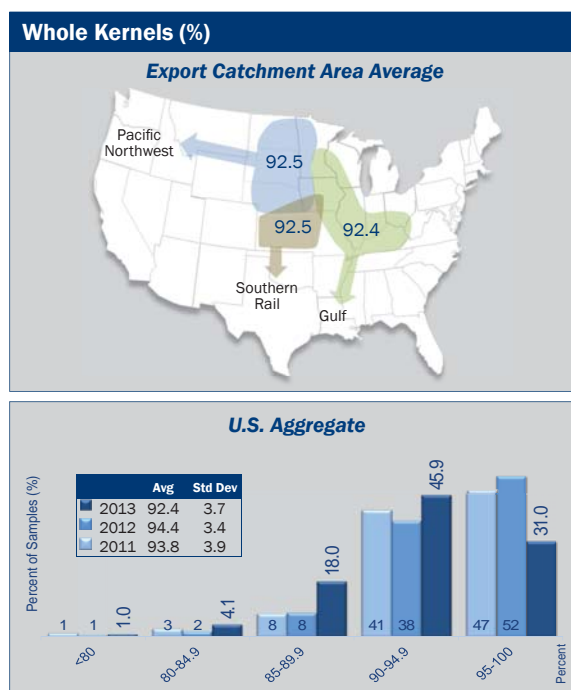 Whole Kernels (%)
Export Catchment Area Average
Pacific
Northwest
92.5
92.5
92.4
Southern
Rail
Gulf
U.S. Aggregate
Percent of Samples (%)
Avg Std Dev
2013 92.4 3.7
2012 94.4 3.4
2011 93.8 3.9
1 1 1.0
3 2 4.1
8 8 18.0
41 38 45.9
47 52 31.0
<80 80-84.9 85-89.9 90-94.9 95-100
Percent